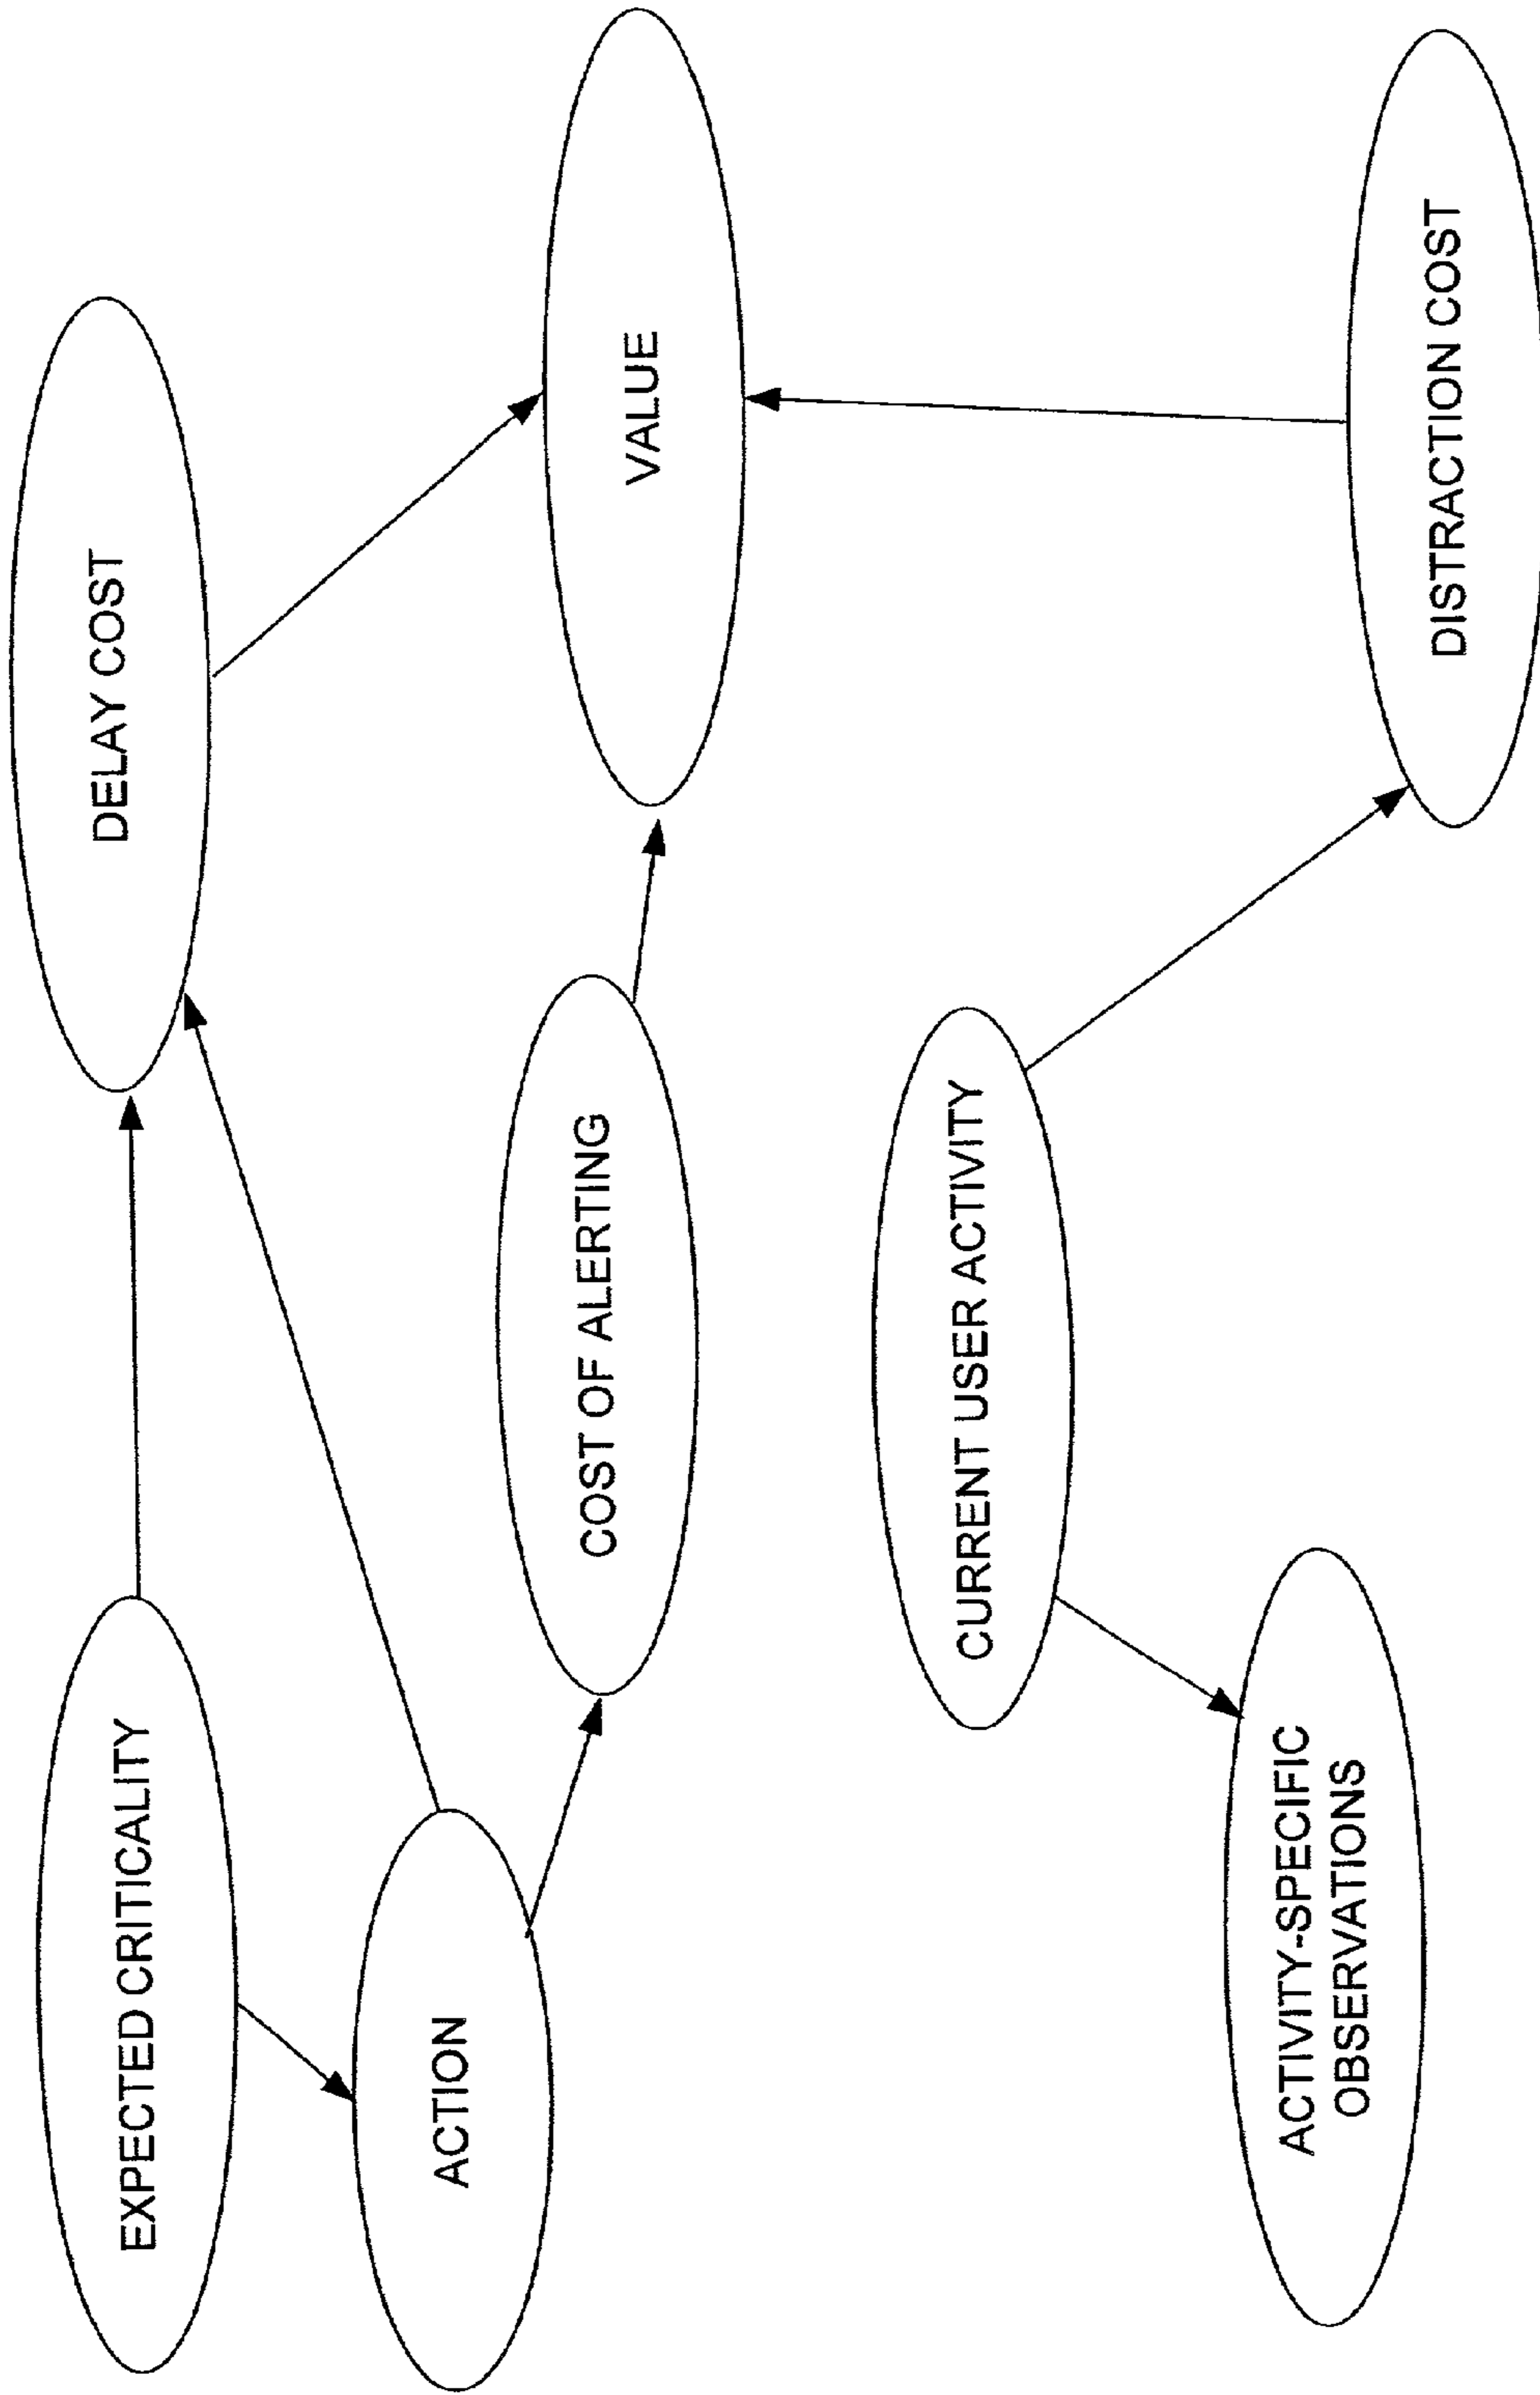 EXPECTED CRITICALITY
DELAY COST
ACTION
COST OF ALERTING
VALUE
CURRENT USER ACTIVITY
ACTIVITY-SPECIFIC
OBSERVATIONS
DISTRACTION COST